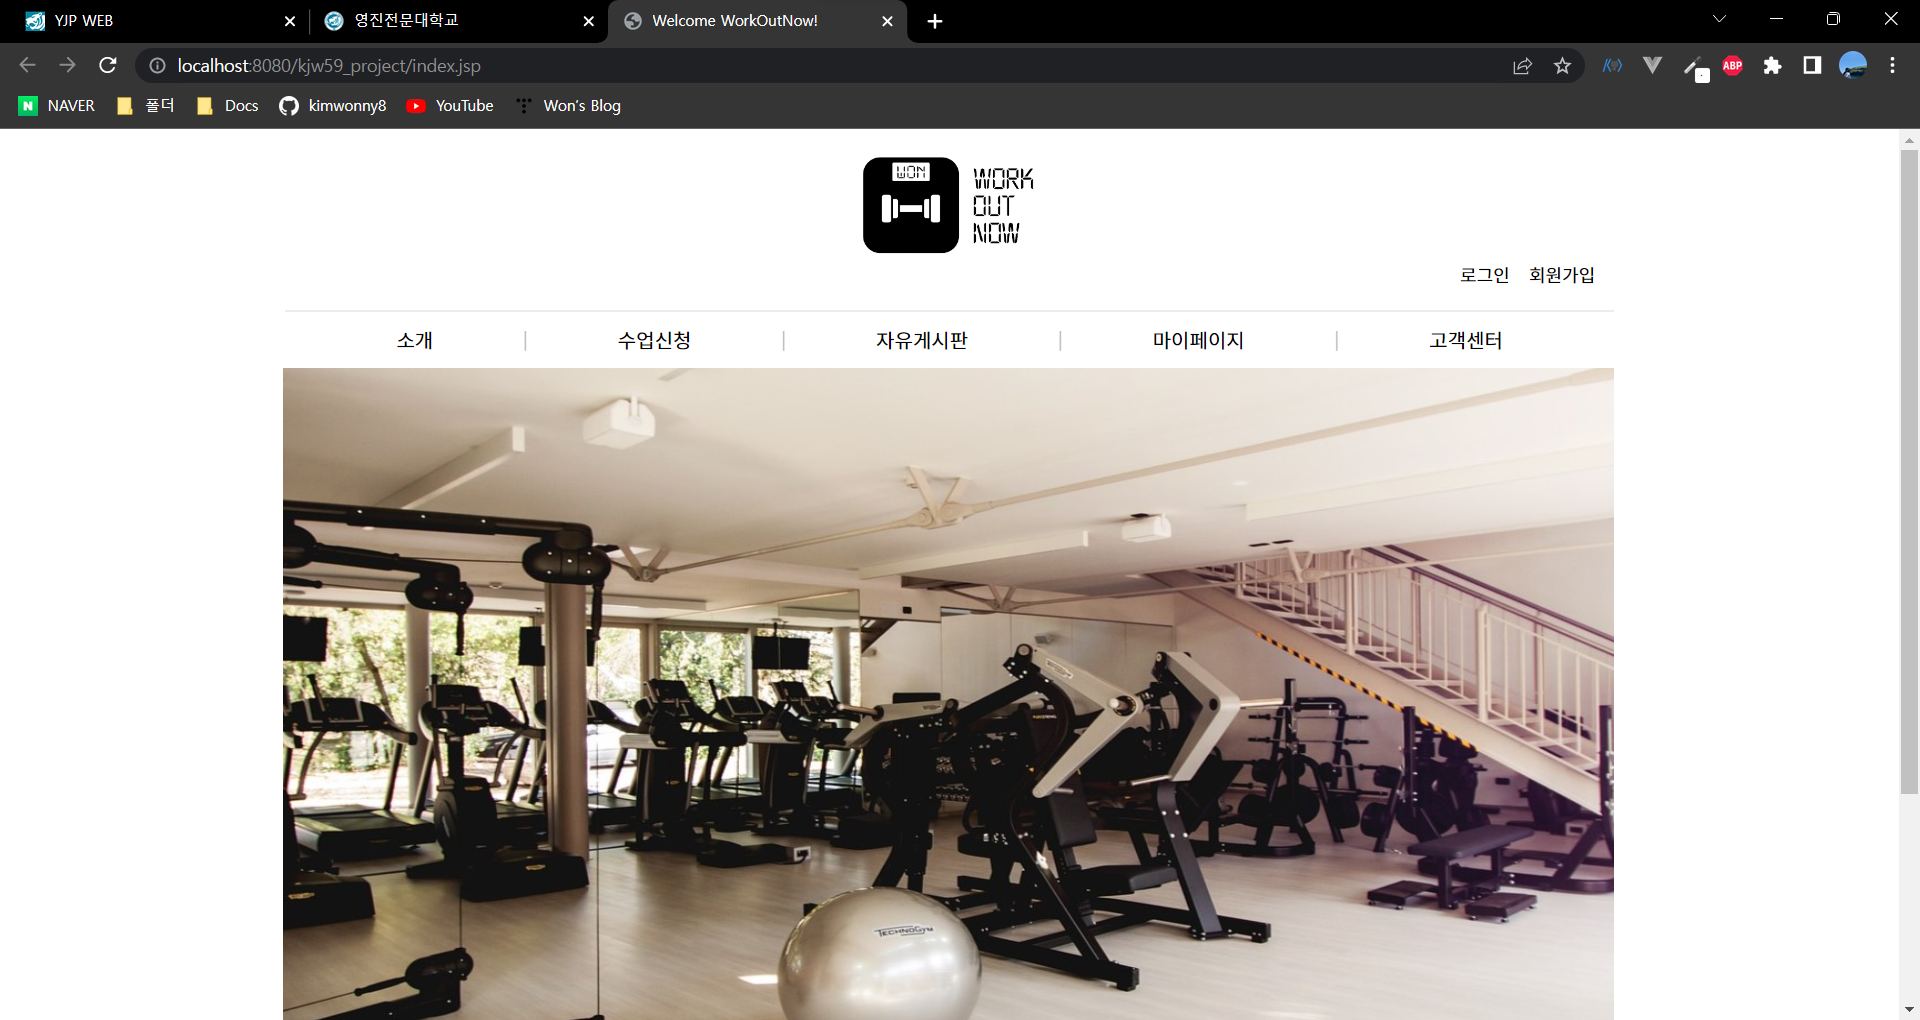 YJP WEB
영진전문대학교
Welcome WorkOutNow!
localhost:8080/kjw59_project/index.jsp
ABP
N NAVER
폴더
Docs
kimwonny8
YouTube
Won's Blog
WON
WORK
OUT
NOW
로그인 회원가입
소개 | 수업신청 | 자유게시판 | 마이페이지 | 고객센터
TECHNOGYM